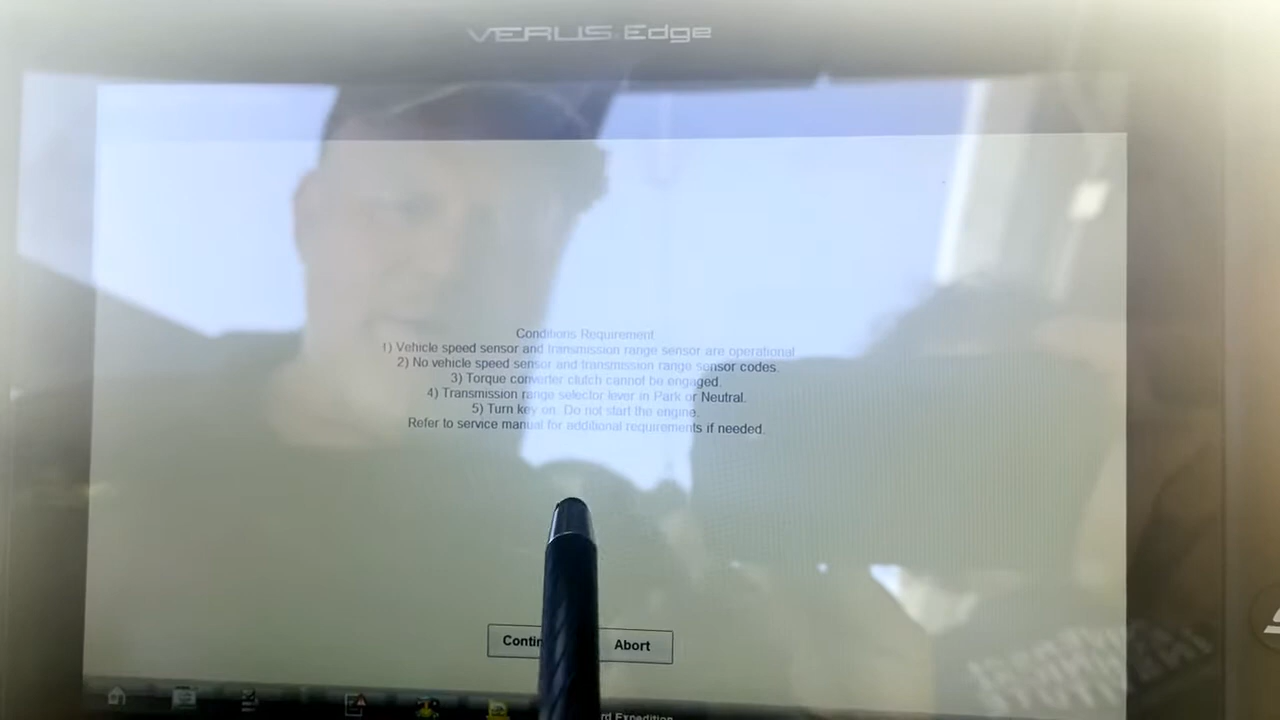 VERUS Edge
Conditions Requirement
1) Vehicle speed sensor and transmission range sensor are operational
2) No vehicle speed sensor and transmission range sensor codes.
3) Torque converter clutch cannot be engaged.
4) Transmission range selector lever in Park or Neutral.
5) Turn key on. Do not start the engine.
Refer to service manual for additional requirements if needed.
Contin Abort
rd Expedition